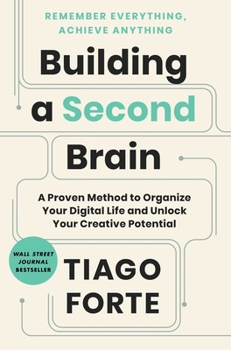 REMEMBER EVERYTHING,
ACHIEVE ANYTHING
Building
a Second
Brain
A Proven Method to Organize
Your Digital Life and Unlock
Your Creative Potential
WALL STREET
JOURNAL
BESTSELLER
TIAGO
FORTE